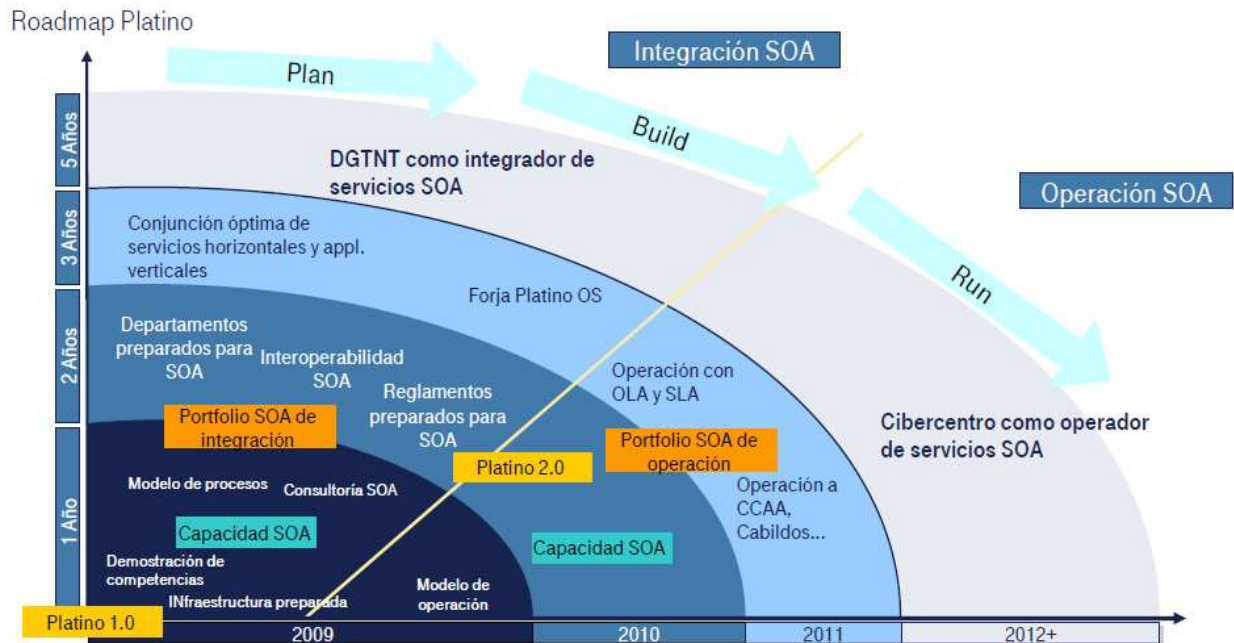 Roadmap Platino
Integración SOA
Plan
Build
Run
Operación SOA
5 Años
3 Años
2 Años
1 Año
DGTNT como integrador de
servicios SOA
Conjunción óptima de
servicios horizontales y appl.
verticales
Forja Platino OS
Departamentos
preparados para
SOA
Interoperabilidad
SOA
Reglamentos
preparados para
SOA
Operación con
OLA y SLA
Cibercentro como operador
de servicios SOA
Portfolio SOA de
integración
Portfolio SOA de
operación
Platino 2.0
Modelo de procesos
Consultoría SOA
Operación a
CCAA,
Cabildos...
Capacidad SOA
Capacidad SOA
Demostración de
competencias
INfraestructura preparada
Modelo de
operación
Platino 1.0
2009
2010
2011
2012+